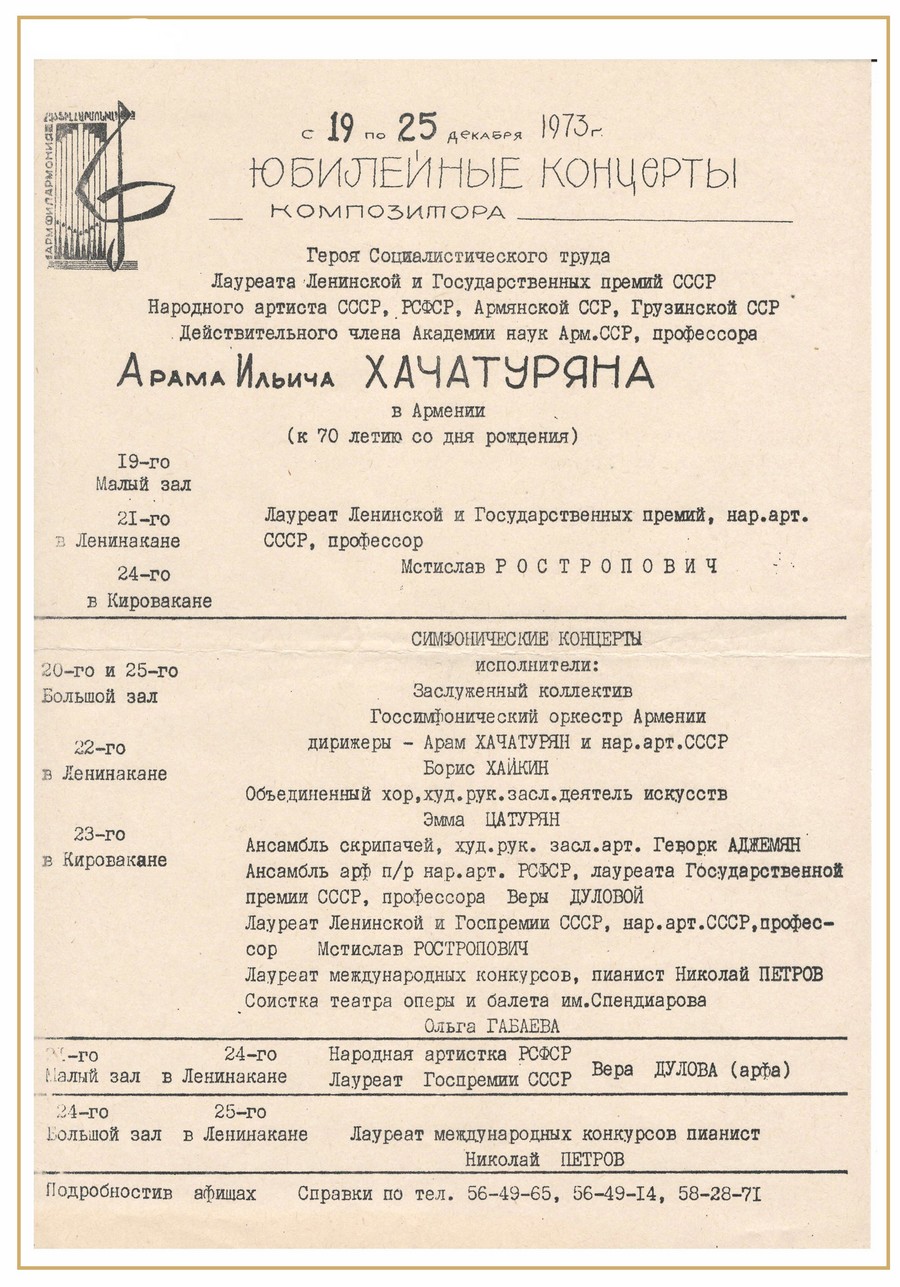 АРМФИЛАРМОНИЯ
с 19 по 25 декабря 1973г.
ЮБИЛЕЙНЫЕ КОНЦЕРТЫ
КОМПОЗИТОРА
Героя Социалистического труда
Лауреата Ленинской и Государственных премий СССР
Народного артиста СССР, РСФСР, Армянской ССР, Грузинской ССР
Действительного члена Академии наук Арм.ССР, профессора
Арама Ильича ХАЧАТУРЯНА
в Армении
(к 70 летию со дня рождения)
19-го
Малый зал
21-го
в Ленинакане
24-го
в Кировакане
Лауреат Ленинской и Государственных премий, нар.арт.
СССР, профессор
Мстислав Р О С Т Р О П О В И Ч
СИМФОНИЧЕСКИЕ КОНЦЕРТЫ
исполнители:
20-го и 25-го
Большой зал
22-го
в Ленинакане
23-го
в Кировакане
Заслуженный коллектив
Госсимфонический оркестр Армении
дирижеры - Арам ХАЧАТУРЯН и нар.арт.СССР
Борис ХАЙКИН
Объединенный хор,худ.рук.засл.деятель искусств
Эмма ЦАТУРЯН
Ансамбль скрипачей, худ.рук. засл.арт. Геворк АДЖЕМЯН
Ансамбль арф п/р нар.арт. РСФСР, лауреата Государственной
премии СССР, профессора Веры ДУЛОВОЙ
Лауреат Ленинской и Госпремии СССР, нар.арт.СССР,профес-
сор Мстислав РОСТРОПОВИЧ
Лауреат международных конкурсов, пианист Николай ПЕТРОВ
Соистка театра оперы и балета им.Спендиарова
Ольга ГАБАЕВА
-го 24-го Народная артистка РСФСР
Малый зал в Ленинакане Лауреат Госпремии СССР Вера ДУЛОВА (арфа)
24-го 25-го
Большой зал в Ленинакане Лауреат международных конкурсов пианист
Николай ПЕТРОВ
Подробностив афишах Справки по тел. 56-49-65, 56-49-14, 58-28-71